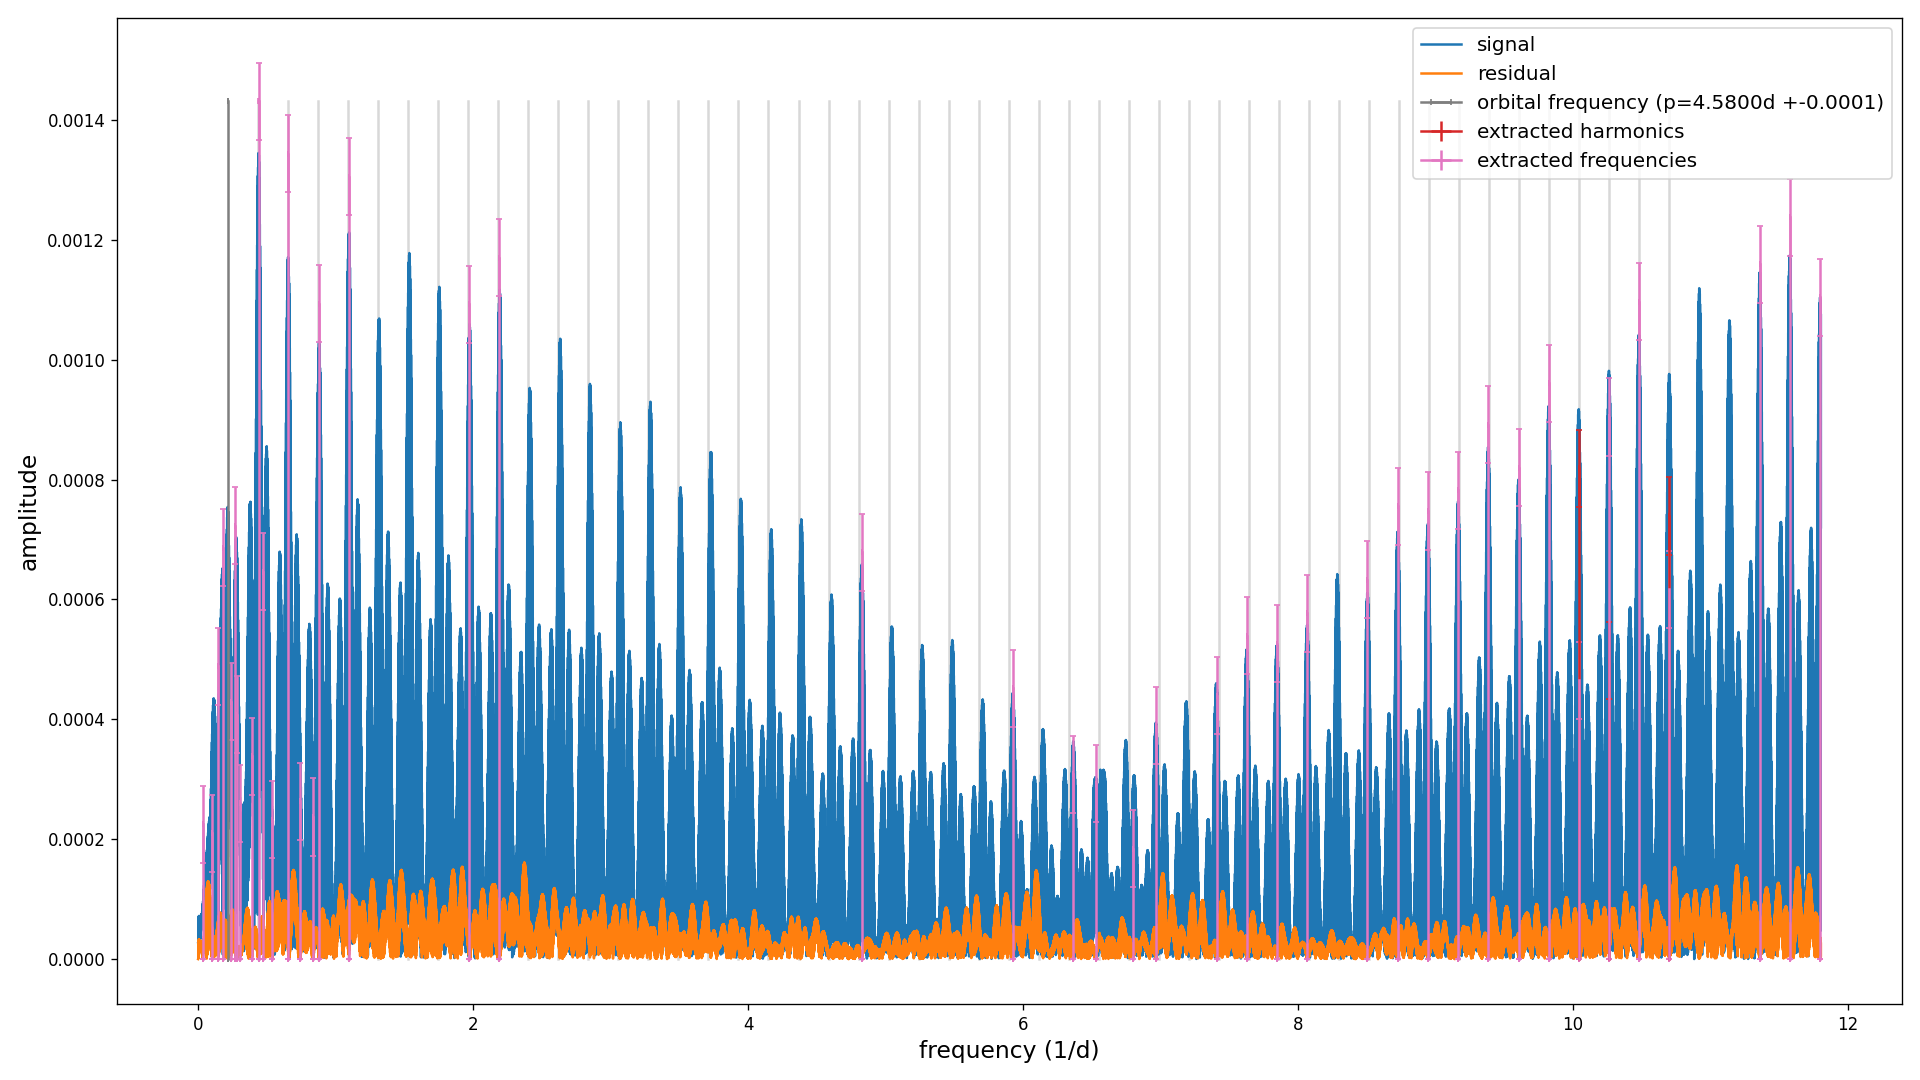 signal
residual
orbital frequency (p=4.5800d +-0.0001)
extracted harmonics
extracted frequencies
0.0014
0.0012
0.0010
0.0008
0.0006
0.0004
0.0002
0.0000
amplitude
0 2 4 6 8 10 12
frequency (1/d)